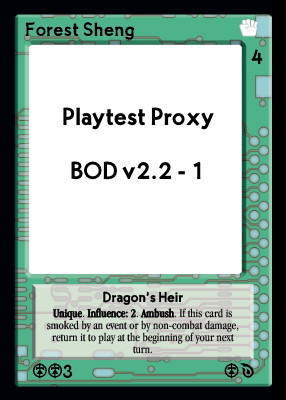 Forest Sheng
4
Playtest Proxy
BOD v2.2 - 1
Dragon's Heir
Unique. Influence: 2. Ambush. If this card is
smoked by an event or by non-combat damage,
return it to play at the beginning of your next
turn.
3